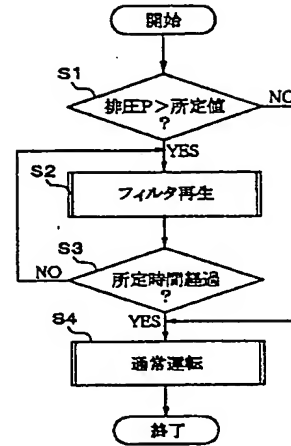 開始
S1
排圧P＞所定値
?
NO
YES
S2
フィルタ再生
S3
所定時間経過
?
NO
YES
S4
通常運転
終了